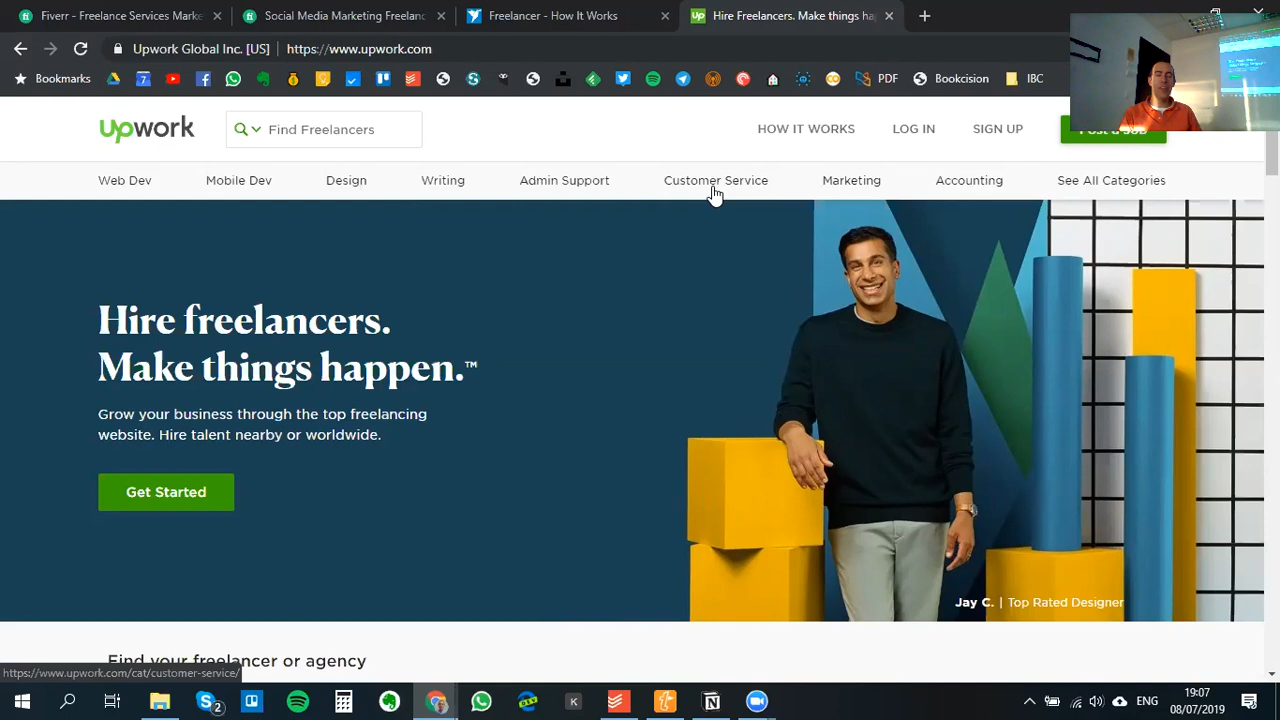 Fiverr - Freelance Services Marke
Social Media Marketing Freelanc
Freelancer - How It Works
Up
Hire Freelancers. Make things ha
Upwork Global Inc. [US]
https://www.upwork.com
Bookmarks
PDF
Bookcision
IBC
upwork
Find Freelancers
HOW IT WORKS
LOG IN
SIGN UP
Web Dev
Mobile Dev
Design
Writing
Admin Support
Customer Service
Marketing
Accounting
See All Categories
Hire freelancers.
Make things happen.™
Grow your business through the top freelancing
website. Hire talent nearby or worldwide.
Get Started
Jay C. | Top Rated Designer
Find your freelancer or agency
https://www.upwork.com/cat/customer-service/
2
ENG
19:07
08/07/2019